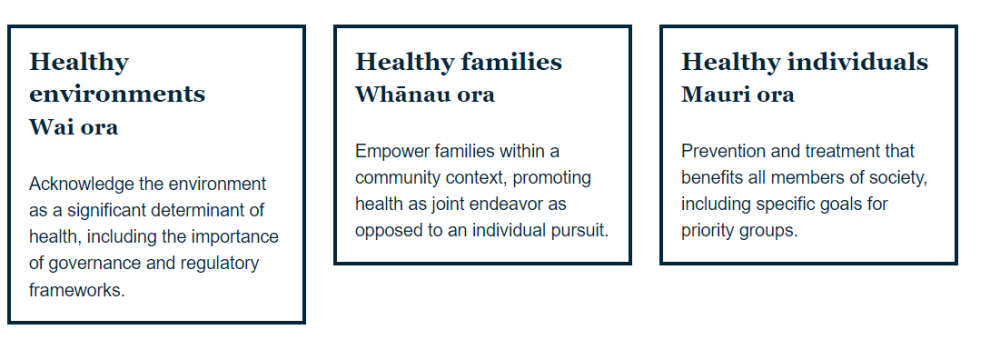 Healthy
environments
Wai ora
Acknowledge the environment
as a significant determinant of
health, including the importance
of governance and regulatory
frameworks.
Healthy families
Whānau ora
Empower families within a
community context, promoting
health as joint endeavor as
opposed to an individual pursuit.
Healthy individuals
Mauri ora
Prevention and treatment that
benefits all members of society,
including specific goals for
priority groups.